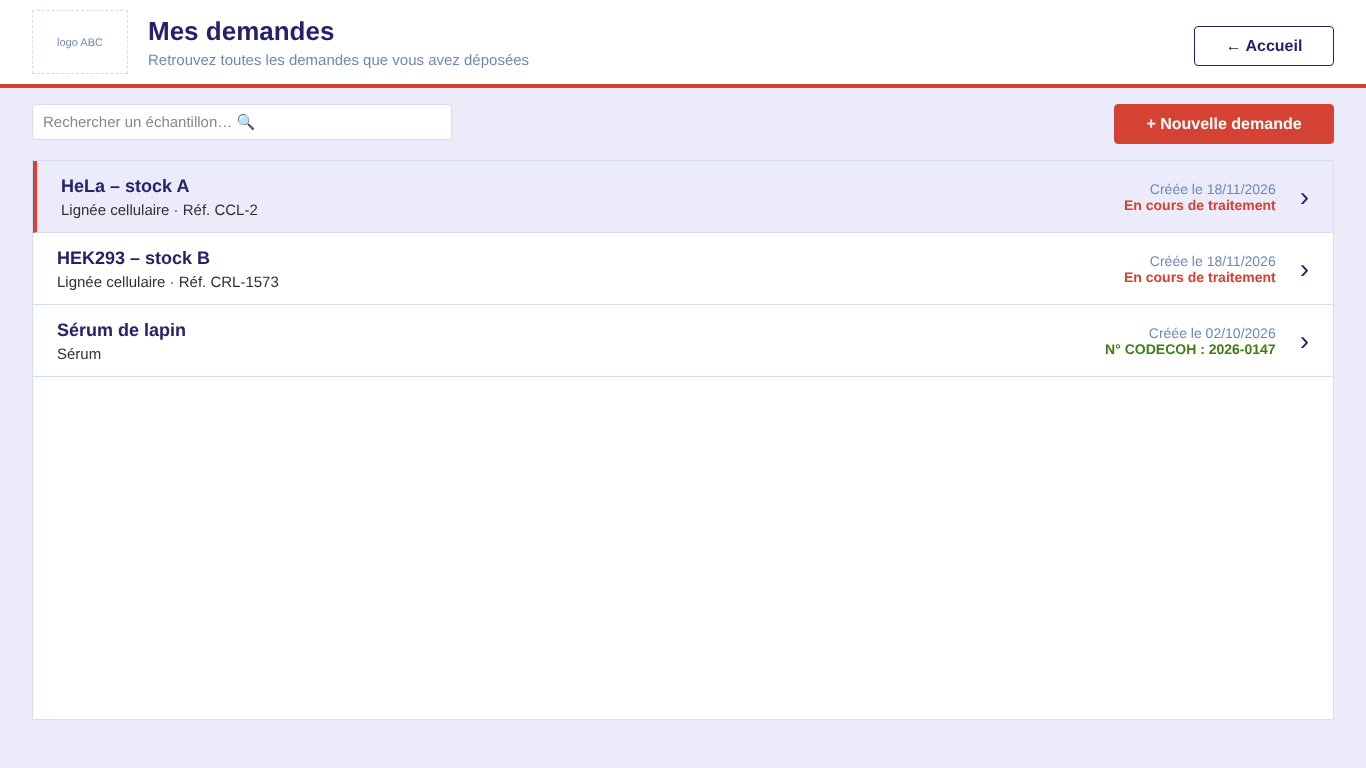 logo ABC
Mes demandes
Retrouvez toutes les demandes que vous avez déposées
← Accueil
Rechercher un échantillon… 🔍
+ Nouvelle demande
HeLa – stock A
Lignée cellulaire · Réf. CCL-2
Créée le 18/11/2026
En cours de traitement
›
HEK293 – stock B
Lignée cellulaire · Réf. CRL-1573
Créée le 18/11/2026
En cours de traitement
›
Sérum de lapin
Sérum
Créée le 02/10/2026
N° CODECOH : 2026-0147
›